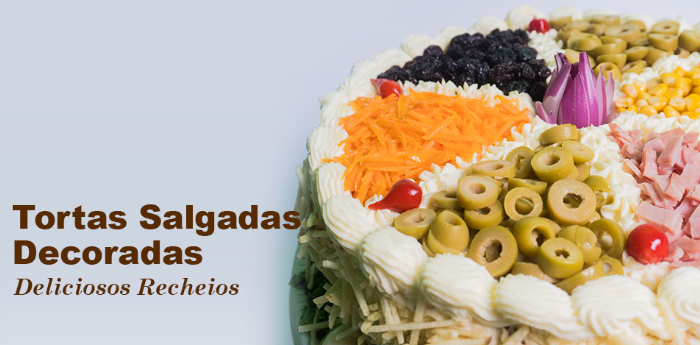 Tortas Salgadas
Decoradas
Deliciosos Recheios